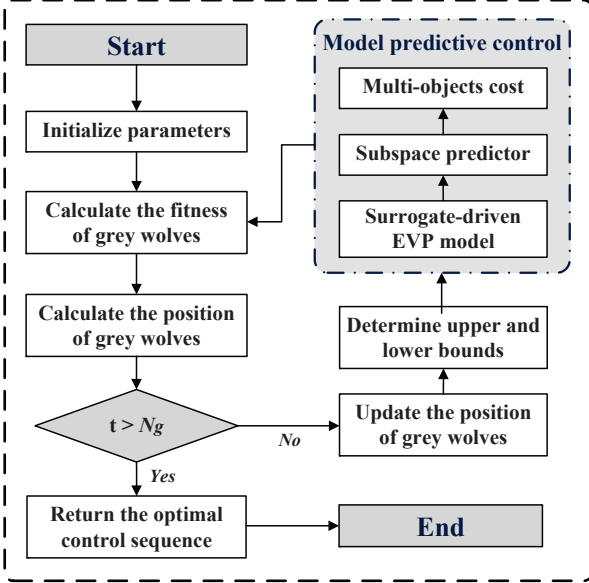 Start
Initialize parameters
Calculate the fitness
of grey wolves
Calculate the position
of grey wolves
t > Ng
No
Yes
Return the optimal
control sequence
Model predictive control
Multi-objects cost
Subspace predictor
Surrogate-driven
EVP model
Determine upper and
lower bounds
Update the position
of grey wolves
End